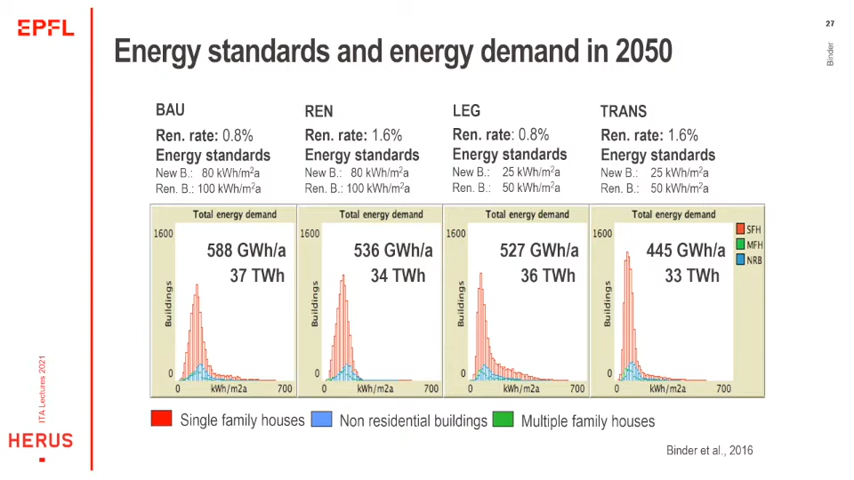 EPFL
27
Binder
Energy standards and energy demand in 2050
BAU
Ren. rate: 0.8%
Energy standards
New B.: 80 kWh/m²a
Ren. B.: 100 kWh/m²a
REN
Ren. rate: 1.6%
Energy standards
New B.: 80 kWh/m²a
Ren. B.: 100 kWh/m²a
LEG
Ren. rate: 0.8%
Energy standards
New B.: 25 kWh/m²a
Ren. B.: 50 kWh/m²a
TRANS
Ren. rate: 1.6%
Energy standards
New B.: 25 kWh/m²a
Ren. B.: 50 kWh/m²a
Total energy demand
1600
588 GWh/a
37 TWh
Buildings
0
0 kWh/m2a 700
Total energy demand
1600
536 GWh/a
34 TWh
Buildings
0
0 kWh/m2a 700
Total energy demand
1600
527 GWh/a
36 TWh
Buildings
0
0 kWh/m2a 700
Total energy demand
1600
445 GWh/a
33 TWh
Buildings
0
0 kWh/m2a 700
SFH
MFH
NRB
Single family houses
Non residential buildings
Multiple family houses
Binder et al., 2016
ITA Lectures 2021
HERUS